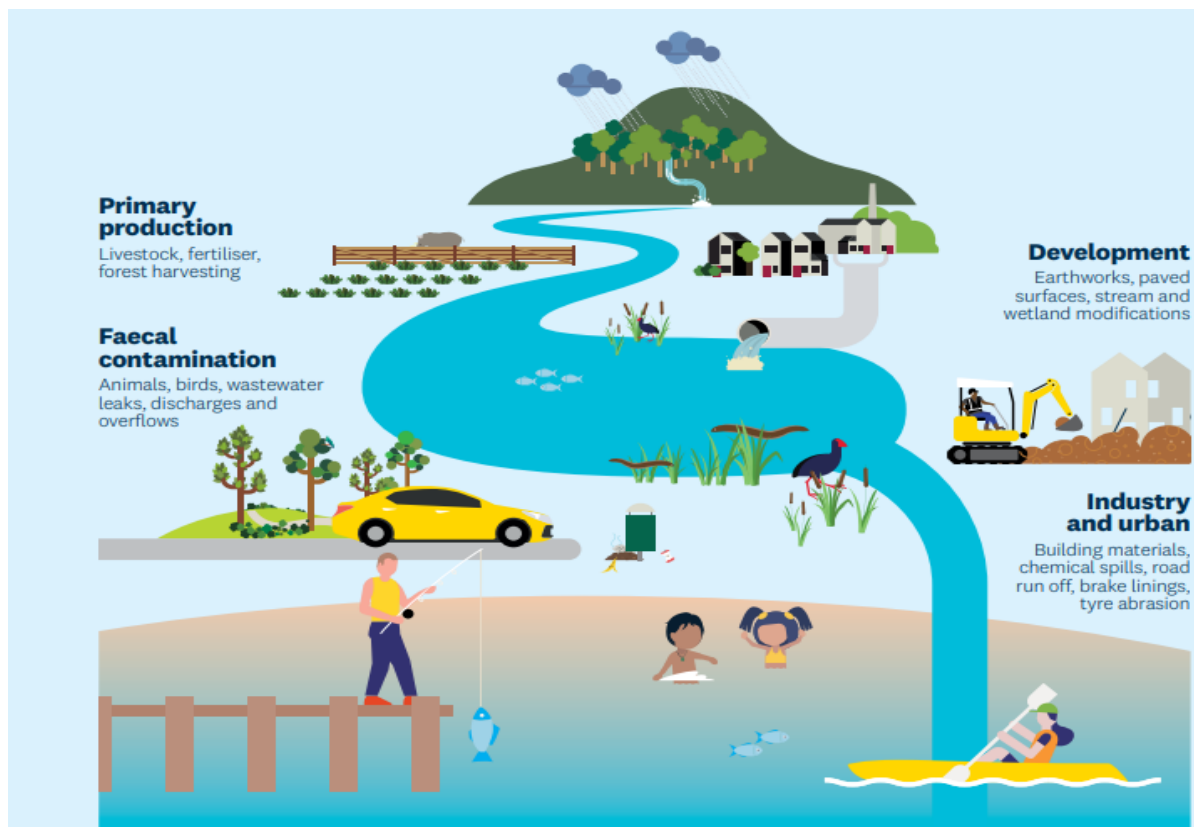 Primary
production
Livestock, fertiliser,
forest harvesting
Faecal
contamination
Animals, birds, wastewater
leaks, discharges and
overflows
Development
Earthworks, paved
surfaces, stream and
wetland modifications
Industry
and urban
Building materials,
chemical spills, road
run off, brake linings,
tyre abrasion